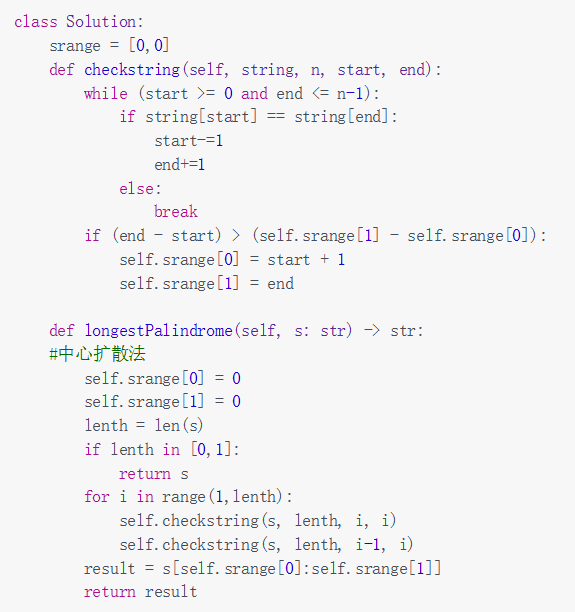 class Solution:
    srange = [0,0]
    def checkstring(self, string, n, start, end):
        while (start >= 0 and end <= n-1):
            if string[start] == string[end]:
                start-=1
                end+=1
            else:
                break
        if (end - start) > (self.srange[1] - self.srange[0]):
            self.srange[0] = start + 1
            self.srange[1] = end

    def longestPalindrome(self, s: str) -> str:
    #中心扩散法
        self.srange[0] = 0
        self.srange[1] = 0
        lenth = len(s)
        if lenth in [0,1]:
            return s
        for i in range(1,lenth):
            self.checkstring(s, lenth, i, i)
            self.checkstring(s, lenth, i-1, i)
        result = s[self.srange[0]:self.srange[1]]
        return result